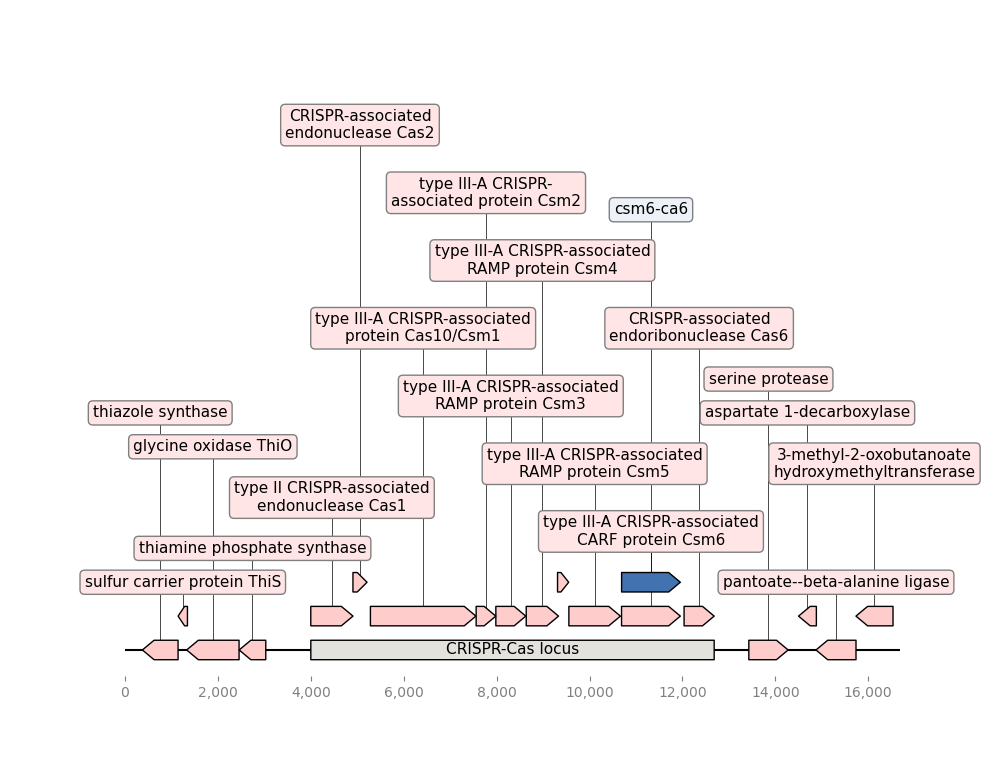 CRISPR-associated
endonuclease Cas2
type III-A CRISPR-
associated protein Csm2
csm6-ca6
type III-A CRISPR-associated
RAMP protein Csm4
type III-A CRISPR-associated
protein Cas10/Csm1
CRISPR-associated
endoribonuclease Cas6
serine protease
type III-A CRISPR-associated
RAMP protein Csm3
thiazole synthase
aspartate 1-decarboxylase
glycine oxidase ThiO
type III-A CRISPR-associated
RAMP protein Csm5
3-methyl-2-oxobutanoate
hydroxymethyltransferase
type II CRISPR-associated
endonuclease Cas1
type III-A CRISPR-associated
CARF protein Csm6
thiamine phosphate synthase
sulfur carrier protein ThiS
pantoate--beta-alanine ligase
CRISPR-Cas locus
0 2,000 4,000 6,000 8,000 10,000 12,000 14,000 16,000